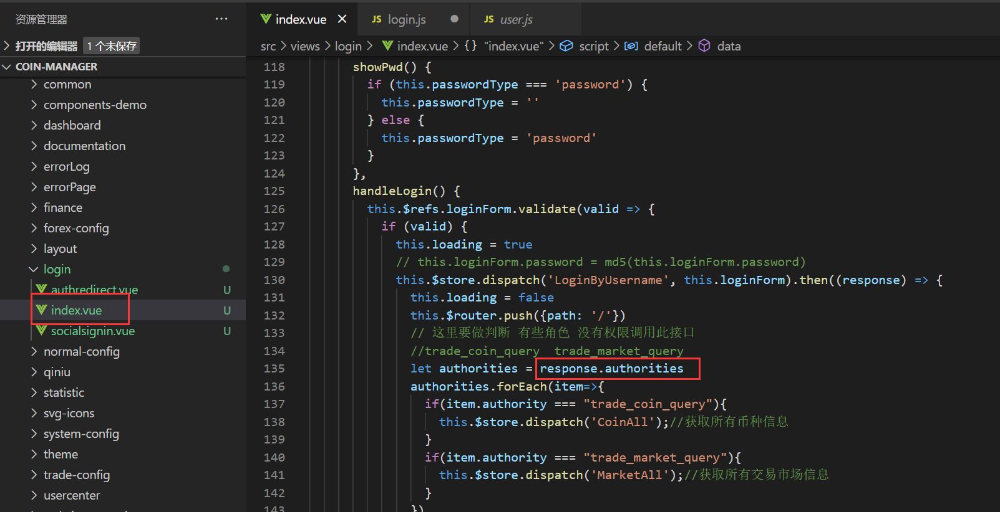 资源管理器 ···
打开的编辑器 1 个未保存
COIN-MANAGER
common
components-demo
dashboard
documentation
errorLog
errorPage
finance
forex-config
layout
login
authredirect.vue U
index.vue U
socialsignin.vue U
normal-config
qiniu
statistic
svg-icons
system-config
theme
trade-config
usercenter
index.vue × JS login.js ● JS user.js
src > views > login > index.vue > {} "index.vue" > script > default > data
118 showPwd() {
119 if (this.passwordType === 'password') {
120 this.passwordType = ''
121 } else {
122 this.passwordType = 'password'
123 }
124 },
125 handleLogin() {
126 this.$refs.loginForm.validate(valid => {
127 if (valid) {
128 this.loading = true
129 // this.loginForm.password = md5(this.loginForm.password)
130 this.$store.dispatch('LoginByUsername', this.loginForm).then((response) => {
131 this.loading = false
132 this.$router.push({path: '/'})
133 // 这里要做判断 有些角色 没有权限调用此接口
134 //trade_coin_query  trade_market_query
135 let authorities = response.authorities
136 authorities.forEach(item=>{
137 if(item.authority === "trade_coin_query"){
138 this.$store.dispatch('CoinAll');//获取所有币种信息
139 }
140 if(item.authority === "trade_market_query"){
141 this.$store.dispatch('MarketAll');//获取所有交易市场信息
142 }
143 })